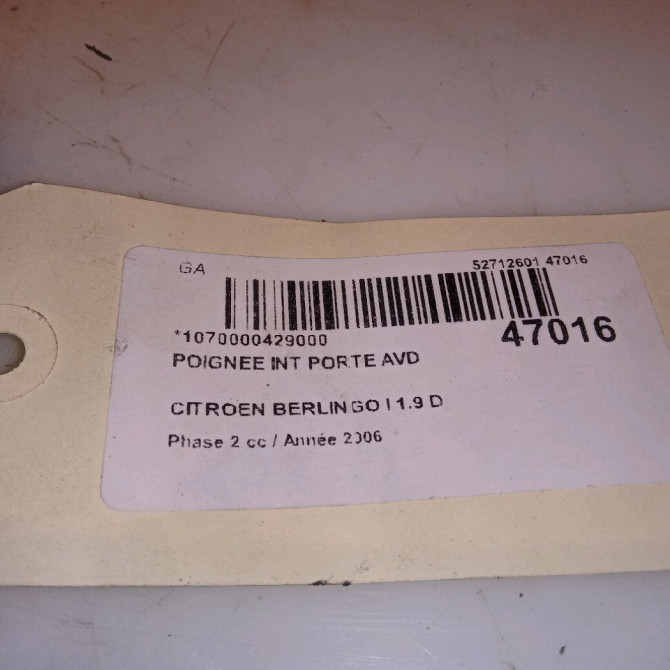 GA 52712601 47016
*1070000429000 47016
POIGNEE INT PORTE AVD
CITROEN BERLINGO I 1.9 D
Phase 2 cc / Année 2006